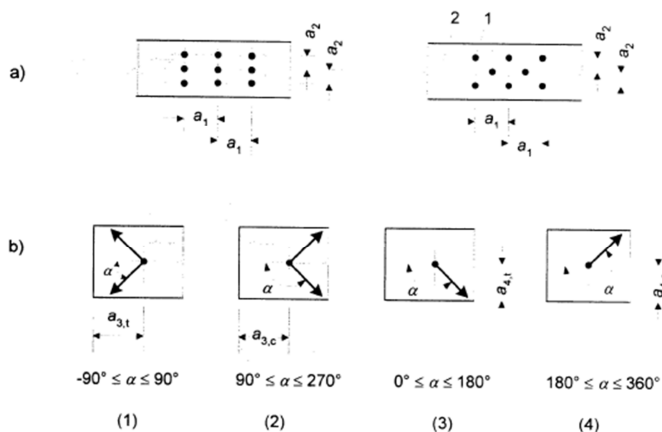 a)
2 1
a₂
a₂
a₂
a₂
a₁
a₁
a₁
a₁
b)
α
α
α
α
a₃,t
a₃,c
a₄,t
-90° ≤ α ≤ 90°
90° ≤ α ≤ 270°
0° ≤ α ≤ 180°
180° ≤ α ≤ 360°
(1)
(2)
(3)
(4)